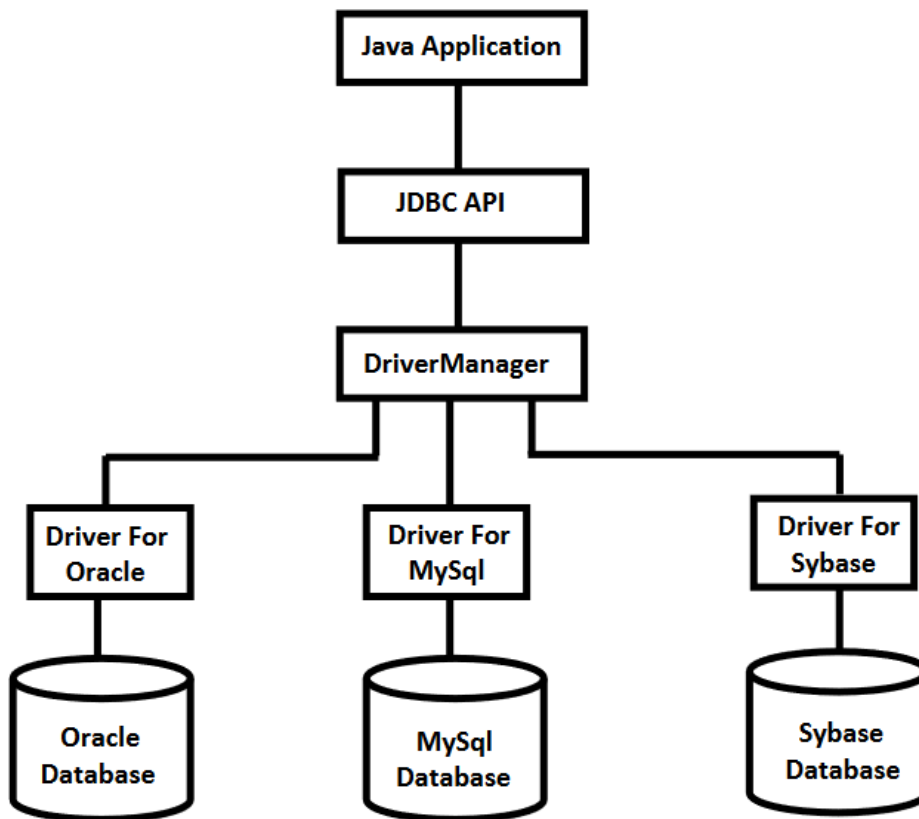 Java Application
JDBC API
DriverManager
Driver For
Oracle
Driver For
MySql
Driver For
Sybase
Oracle
Database
MySql
Database
Sybase
Database